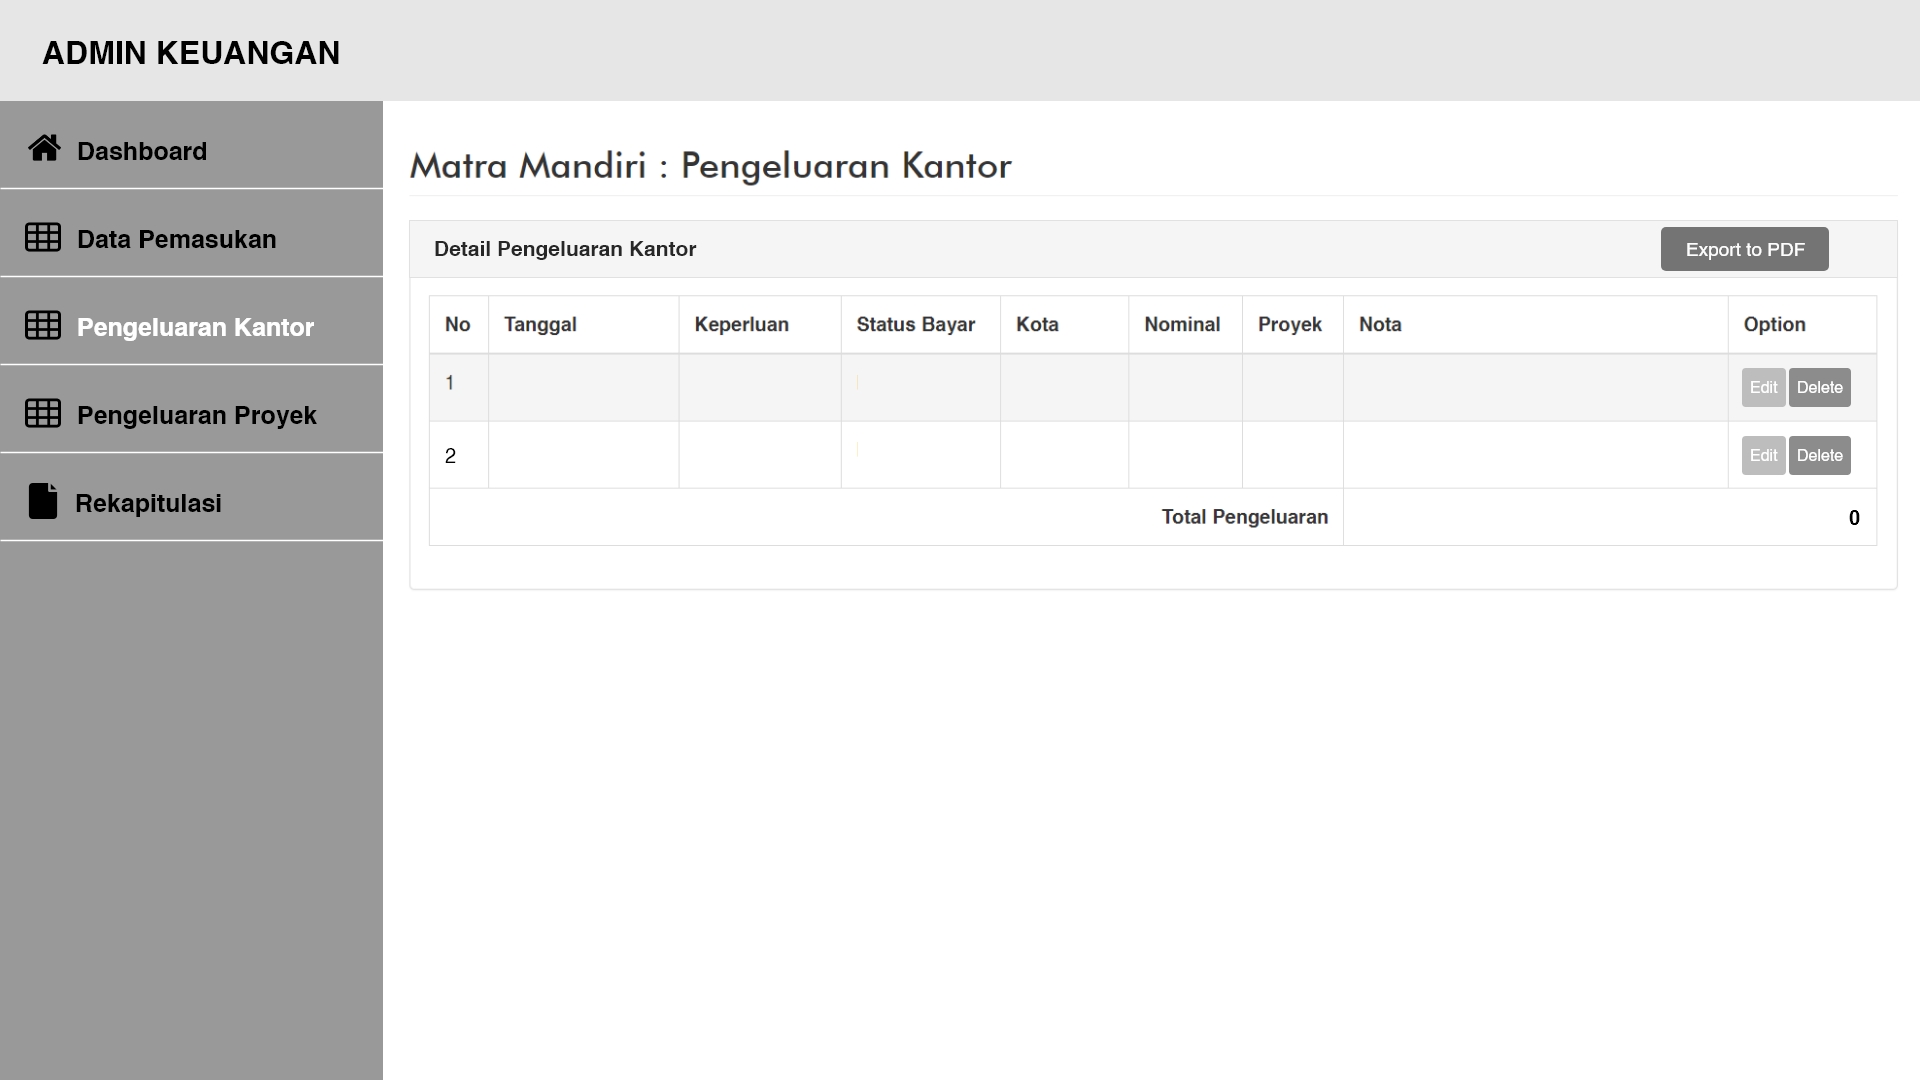 ADMIN KEUANGAN
Dashboard
Data Pemasukan
Pengeluaran Kantor
Pengeluaran Proyek
Rekapitulasi
Matra Mandiri : Pengeluaran Kantor
Detail Pengeluaran Kantor Export to PDF
No Tanggal Keperluan Status Bayar Kota Nominal Proyek Nota Option
1 Edit Delete
2 Edit Delete
Total Pengeluaran 0